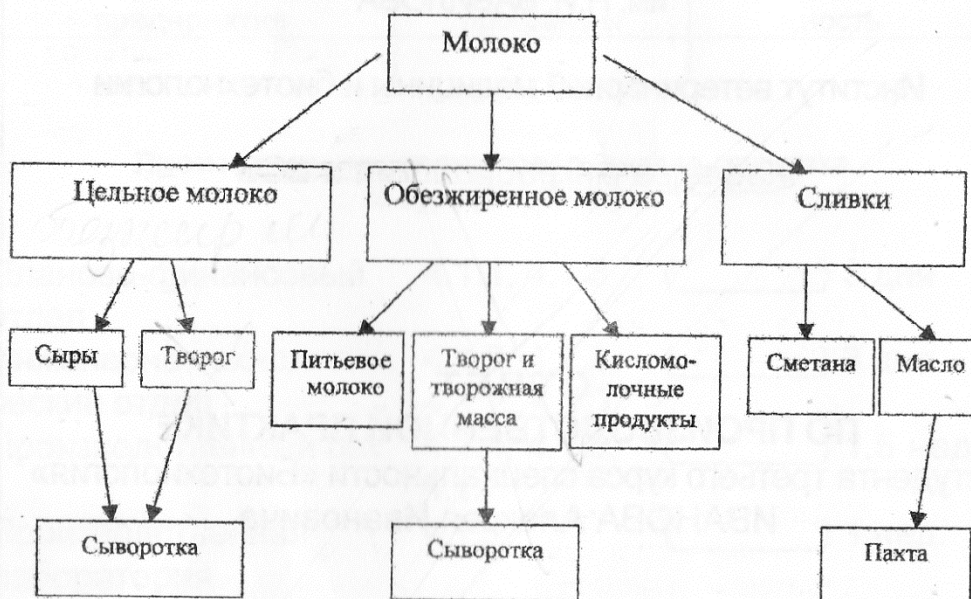 Молоко
Цельное молоко
Обезжиренное молоко
Сливки
Сыры
Творог
Питьевое
молоко
Творог и
творожная
масса
Кисломо-
лочные
продукты
Сметана
Масло
Сыворотка
Сыворотка
Пахта